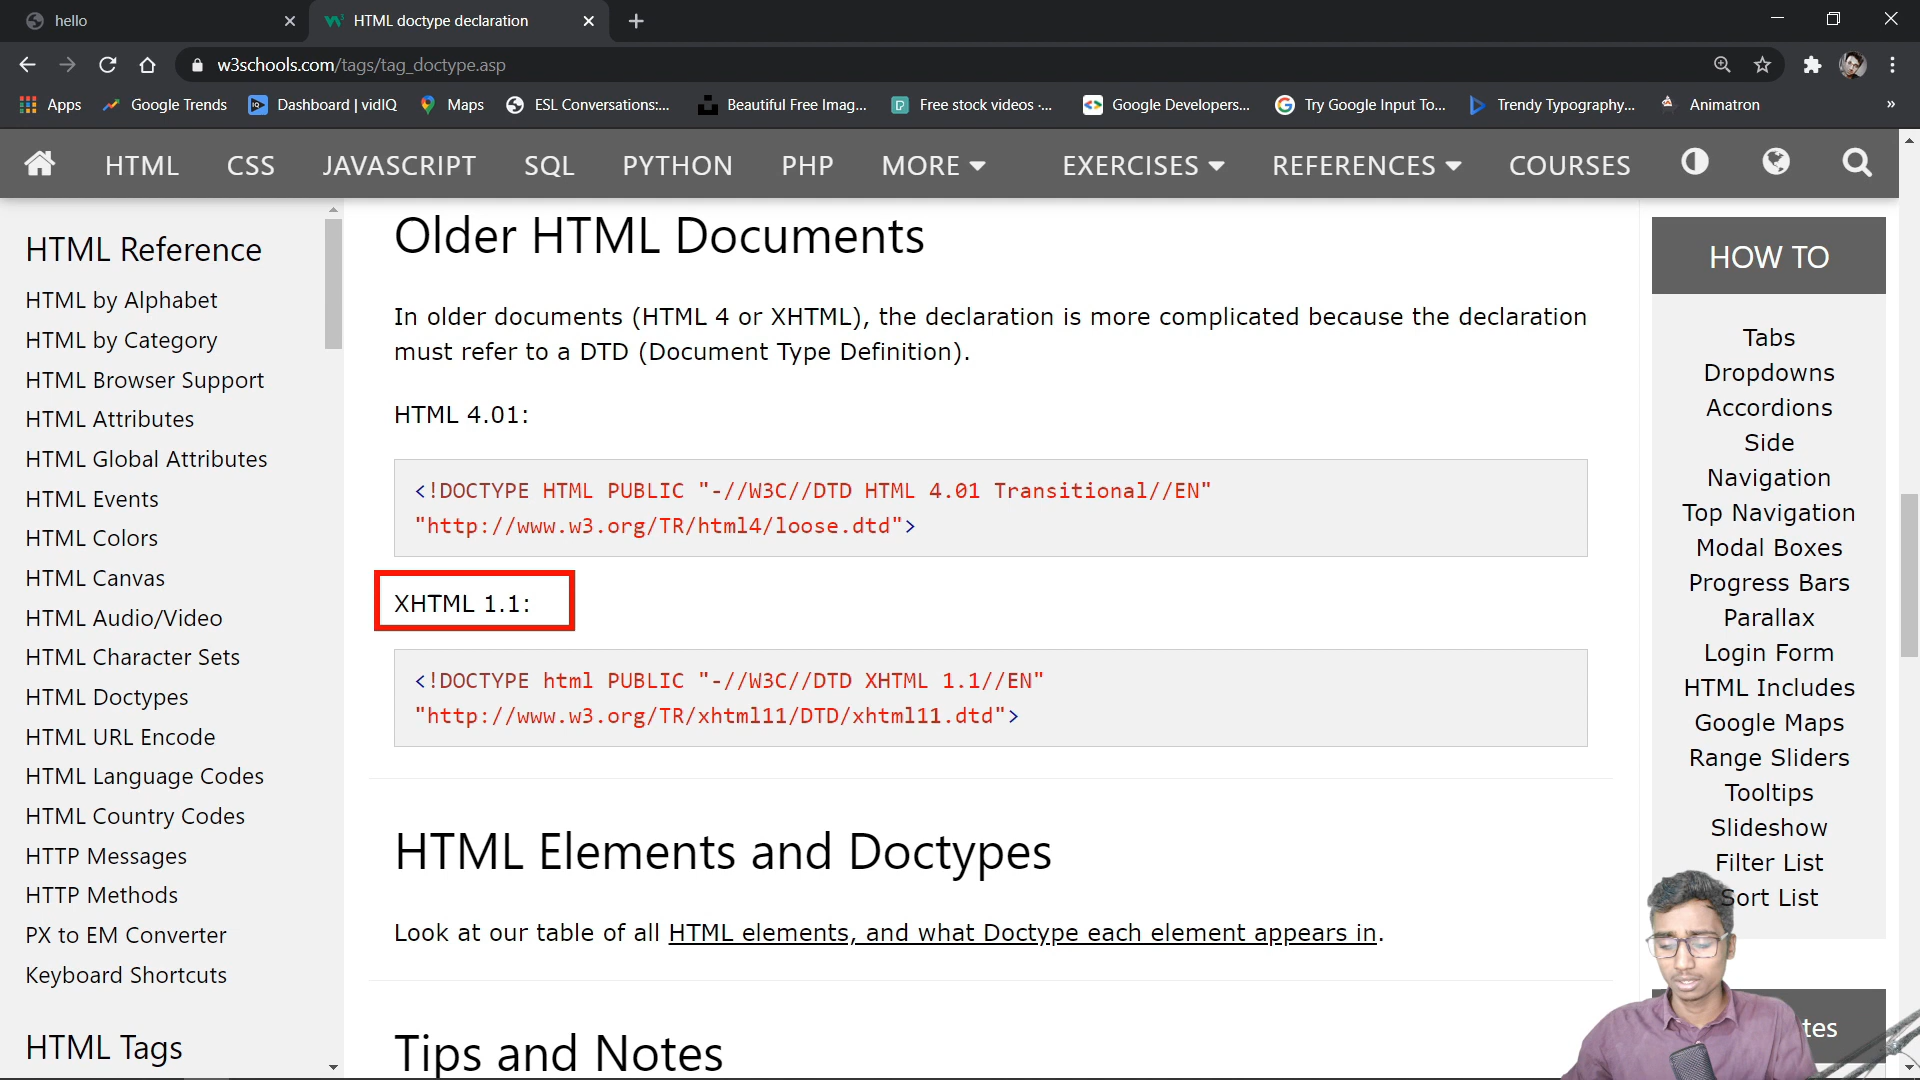 hello
HTML doctype declaration
w3schools.com/tags/tag_doctype.asp
Apps
Google Trends
Dashboard | vidIQ
Maps
ESL Conversations:...
Beautiful Free Imag...
Free stock videos ·...
Google Developers...
Try Google Input To...
Trendy Typography...
Animatron
»
HTML
CSS
JAVASCRIPT
SQL
PYTHON
PHP
MORE
EXERCISES
REFERENCES
COURSES
HTML Reference
HTML by Alphabet
HTML by Category
HTML Browser Support
HTML Attributes
HTML Global Attributes
HTML Events
HTML Colors
HTML Canvas
HTML Audio/Video
HTML Character Sets
HTML Doctypes
HTML URL Encode
HTML Language Codes
HTML Country Codes
HTTP Messages
HTTP Methods
PX to EM Converter
Keyboard Shortcuts
HTML Tags
Older HTML Documents
In older documents (HTML 4 or XHTML), the declaration is more complicated because the declaration
must refer to a DTD (Document Type Definition).
HTML 4.01:
<!DOCTYPE HTML PUBLIC "-//W3C//DTD HTML 4.01 Transitional//EN"
"http://www.w3.org/TR/html4/loose.dtd">
XHTML 1.1:
<!DOCTYPE html PUBLIC "-//W3C//DTD XHTML 1.1//EN"
"http://www.w3.org/TR/xhtml11/DTD/xhtml11.dtd">
HTML Elements and Doctypes
Look at our table of all HTML elements, and what Doctype each element appears in.
Tips and Notes
HOW TO
Tabs
Dropdowns
Accordions
Side
Navigation
Top Navigation
Modal Boxes
Progress Bars
Parallax
Login Form
HTML Includes
Google Maps
Range Sliders
Tooltips
Slideshow
Filter List
Sort List